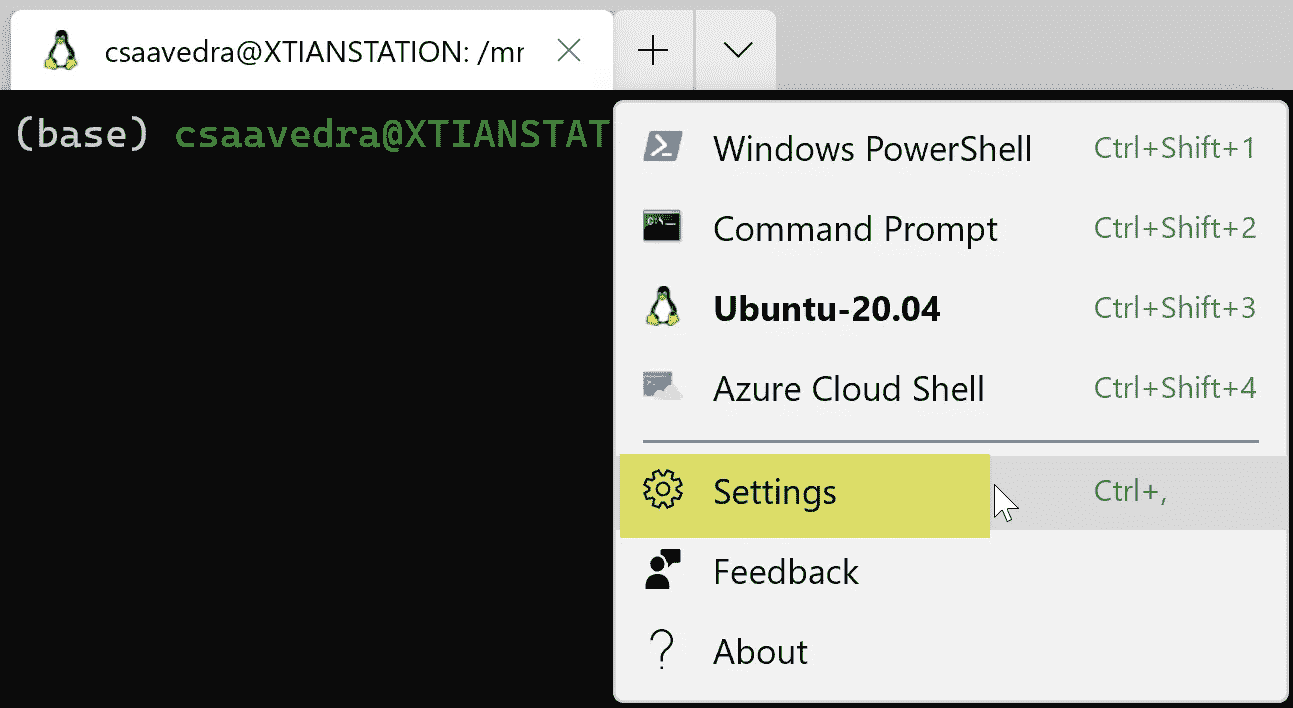 csaavedra@XTIANSTATION: /mr
(base) csaavedra@XTIANSTAT
Windows PowerShell Ctrl+Shift+1
Command Prompt Ctrl+Shift+2
Ubuntu-20.04 Ctrl+Shift+3
Azure Cloud Shell Ctrl+Shift+4
Settings Ctrl+,
Feedback
About